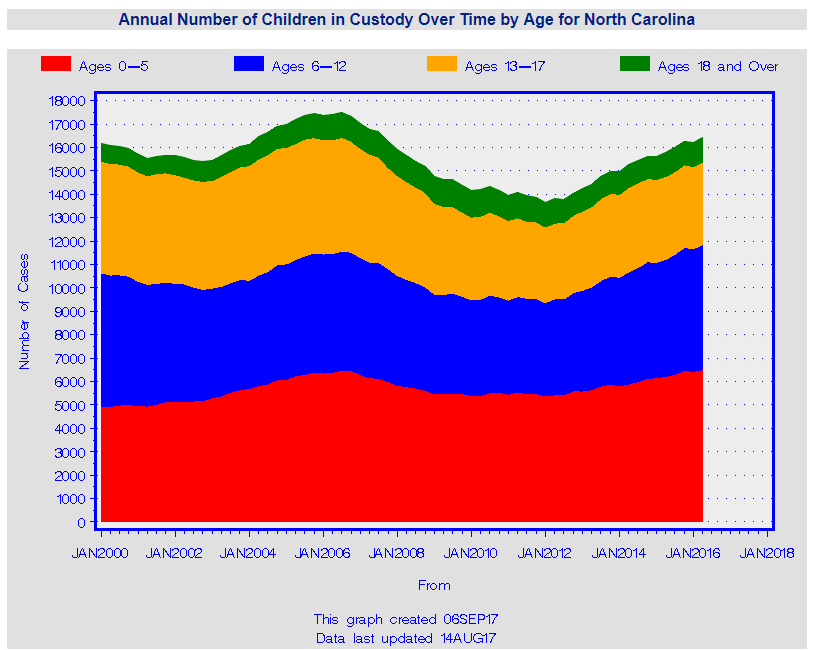 Annual Number of Children in Custody Over Time by Age for North Carolina
Ages 0—5 Ages 6—12 Ages 13—17 Ages 18 and Over
18000
17000
16000
15000
14000
13000
12000
11000
10000
9000
8000
7000
6000
5000
4000
3000
2000
1000
0
Number of Cases
JAN2000 JAN2002 JAN2004 JAN2006 JAN2008 JAN2010 JAN2012 JAN2014 JAN2016 JAN2018
From
This graph created 06SEP17
Data last updated 14AUG17